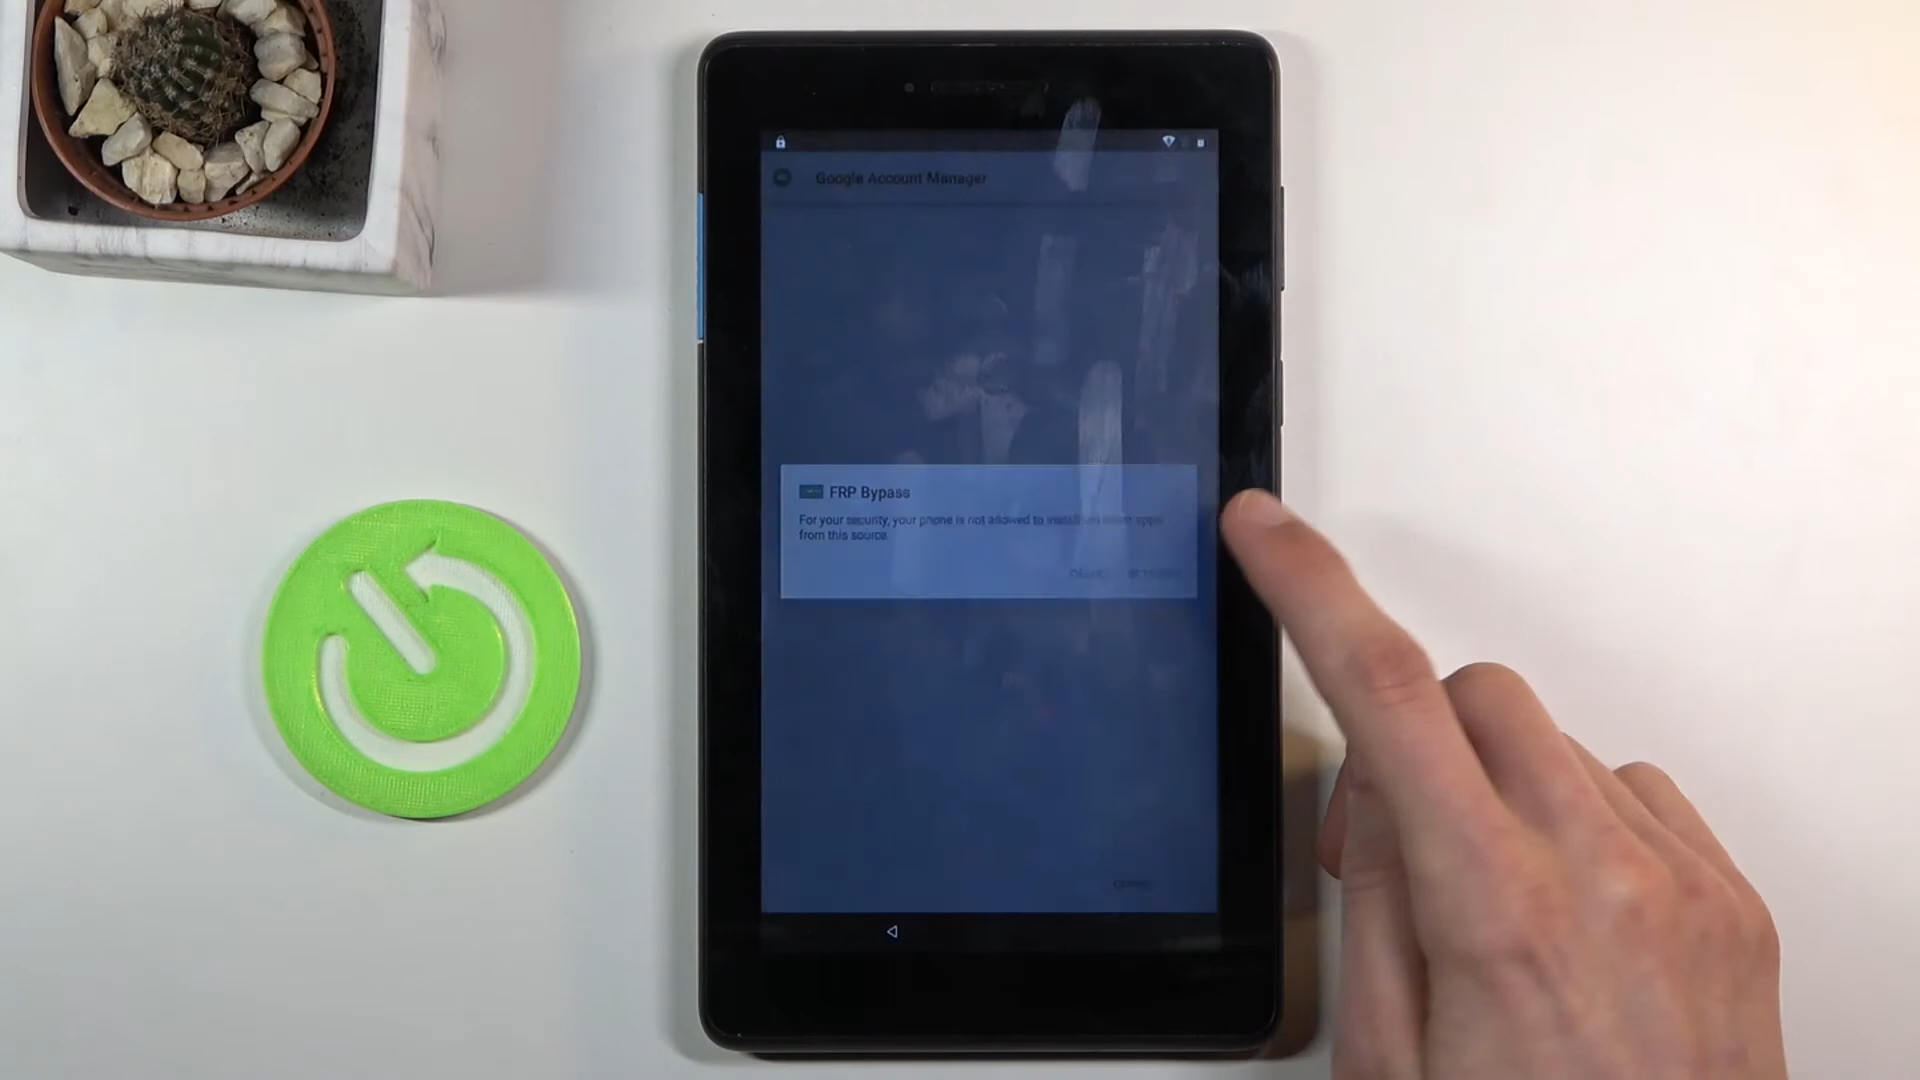 Google Account Manager
FRP Bypass
For your security, your phone is not allowed to install unknown apps
from this source.